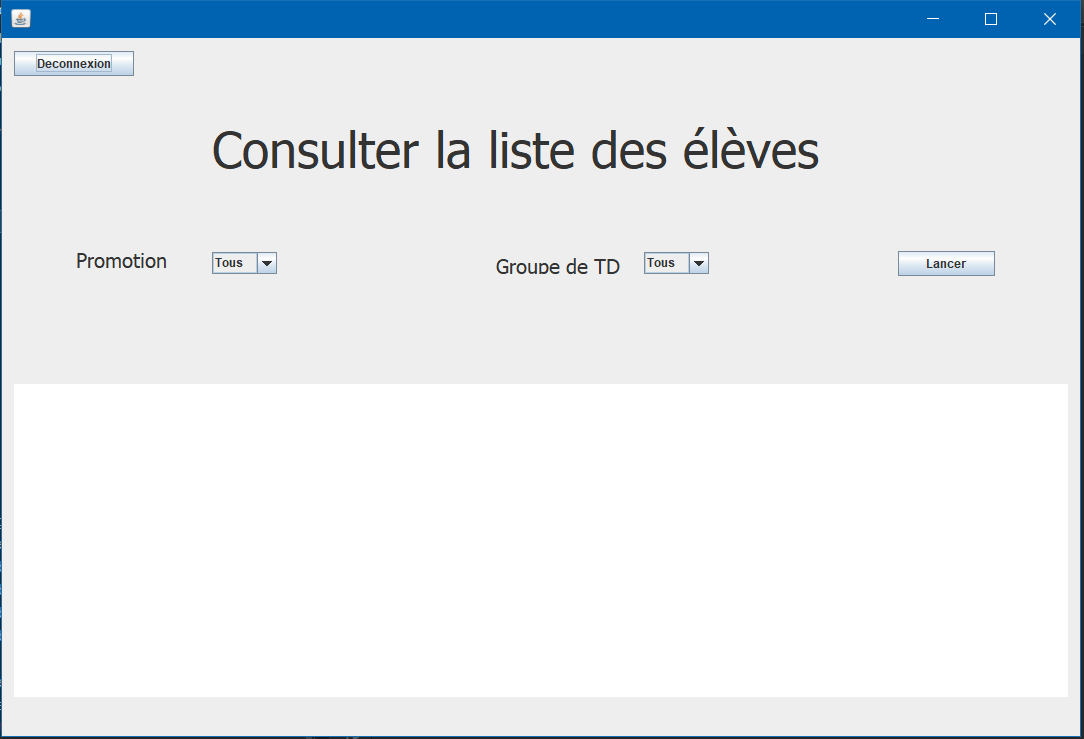 Deconnexion
Consulter la liste des élèves
Promotion Tous Groupe de TD Tous Lancer